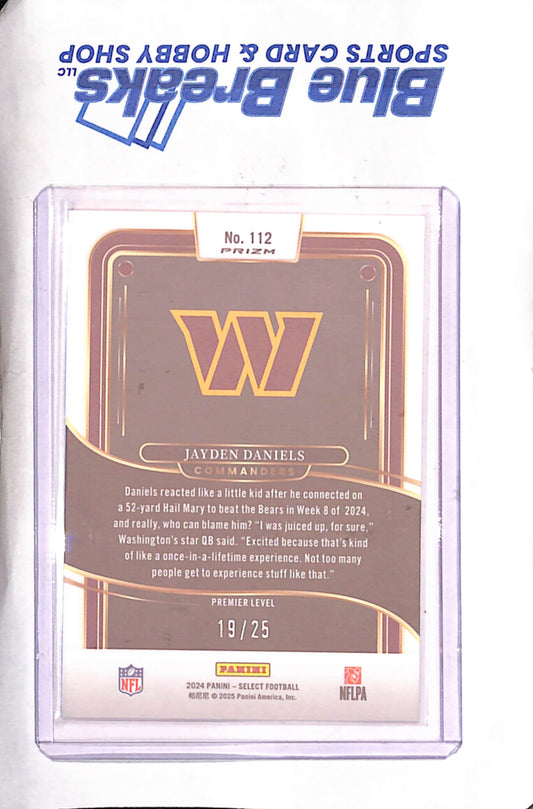 Blue Breaks LLC
SPORTS CARD & HOBBY SHOP
No. 112
PRIZM
W
JAYDEN DANIELS
COMMANDERS
Daniels reacted like a little kid after he connected on
a 52-yard Hail Mary to beat the Bears in Week 8 of 2024,
and really, who can blame him? “I was juiced up, for sure,”
Washington’s star QB said. “Excited because that’s kind
of like a once-in-a-lifetime experience. Not too many
people get to experience stuff like that.”
PREMIER LEVEL
19/25
NFL
PANINI
NFLPA
2024 PANINI – SELECT FOOTBALL
帕尼尼 © 2025 Panini America, Inc.